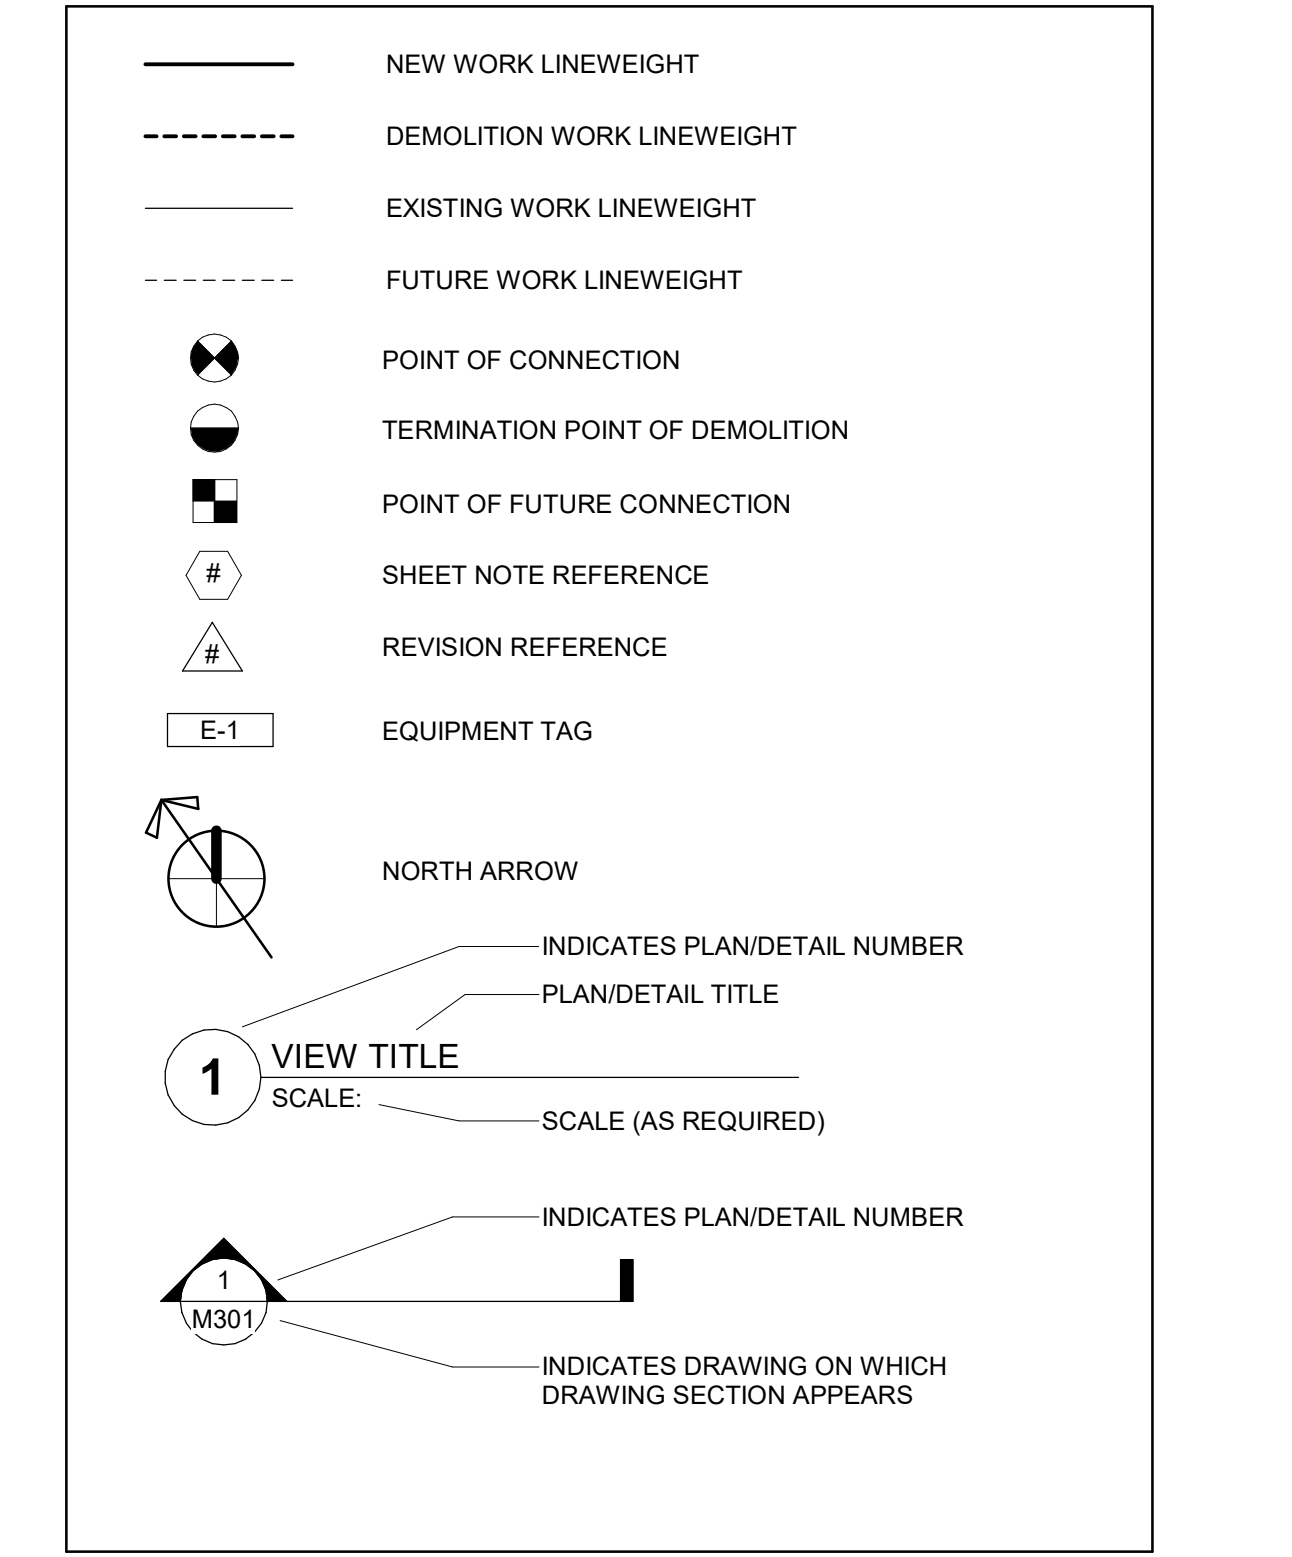 NEW WORK LINEWEIGHT
DEMOLITION WORK LINEWEIGHT
EXISTING WORK LINEWEIGHT
FUTURE WORK LINEWEIGHT
POINT OF CONNECTION
TERMINATION POINT OF DEMOLITION
POINT OF FUTURE CONNECTION
# SHEET NOTE REFERENCE
# REVISION REFERENCE
E-1 EQUIPMENT TAG
NORTH ARROW
INDICATES PLAN/DETAIL NUMBER
PLAN/DETAIL TITLE
1 VIEW TITLE
SCALE:
SCALE (AS REQUIRED)
INDICATES PLAN/DETAIL NUMBER
1
M301
INDICATES DRAWING ON WHICH
DRAWING SECTION APPEARS